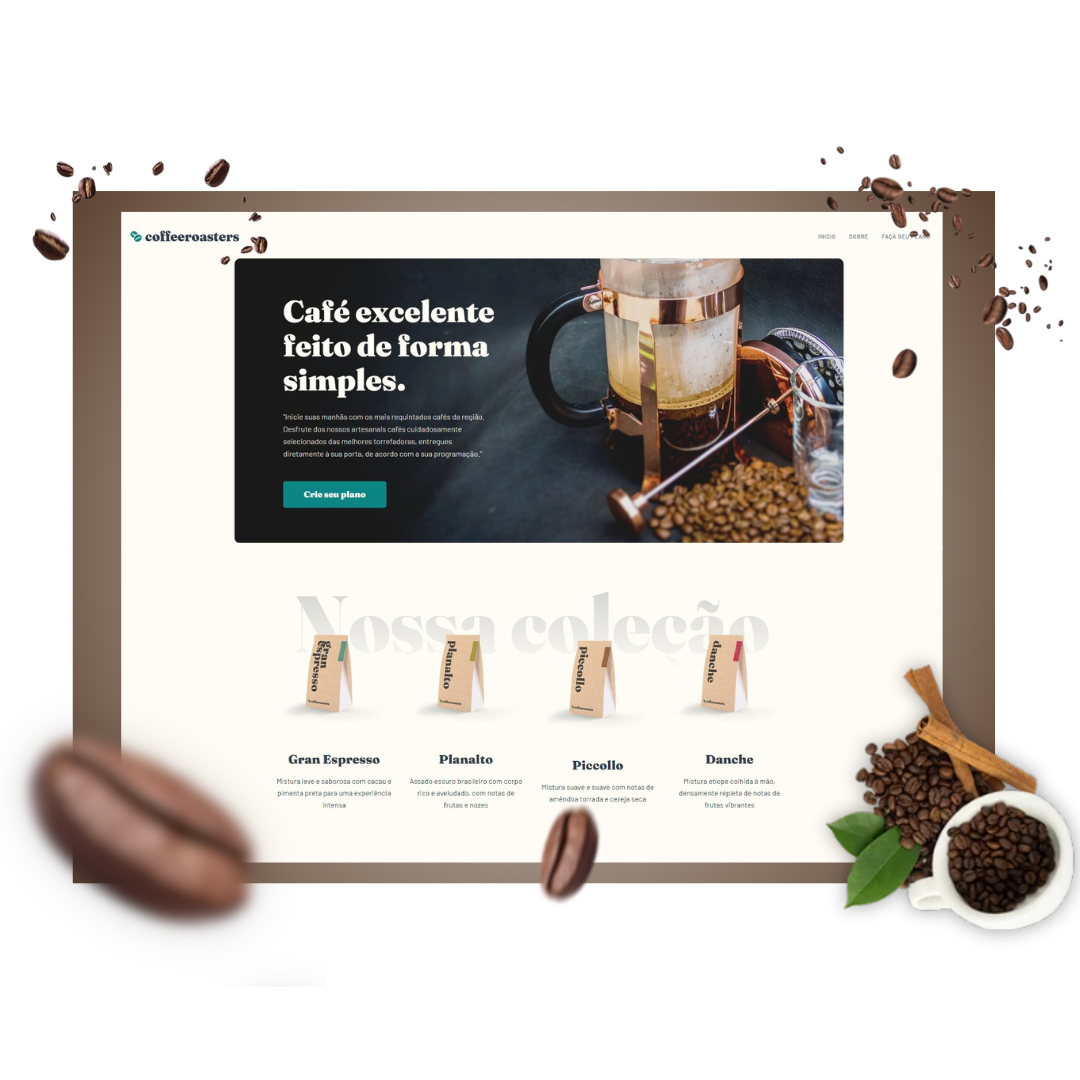 coffeeroasters
INICIO SOBRE FAÇA SEU PLANO
Café excelente
feito de forma
simples.
"Inicie suas manhãs com os mais requintados cafés da região.
Desfrute dos nossos artesanais cafés cuidadosamente
selecionados das melhores torrefadoras, entregues
diretamente à sua porta, de acordo com a sua programação."
Crie seu plano
Nossa coleção
gran
espresso
planalto
piccollo
danche
Gran Espresso
Mistura leve e saborosa com cacau e
pimenta preta para uma experiência
intensa
Planalto
Assado escuro brasileiro com corpo
rico e aveludado, com notas de
frutas e nozes
Piccollo
Mistura suave e suave com notas de
amêndoa torrada e cereja seca
Danche
Mistura etíope colhida à mão,
densamente repleta de notas de
frutas vibrantes